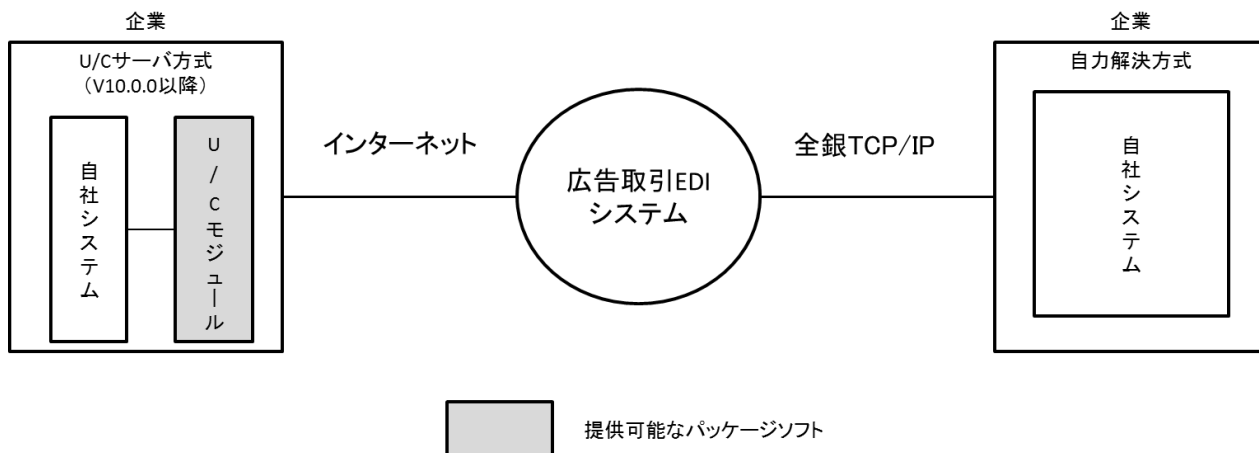 企業
U/Cサーバ方式
（V10.0.0以降）
自社システム
U/Cモジュール
インターネット
広告取引EDI
システム
全銀TCP/IP
企業
自力解決方式
自社システム
提供可能なパッケージソフト